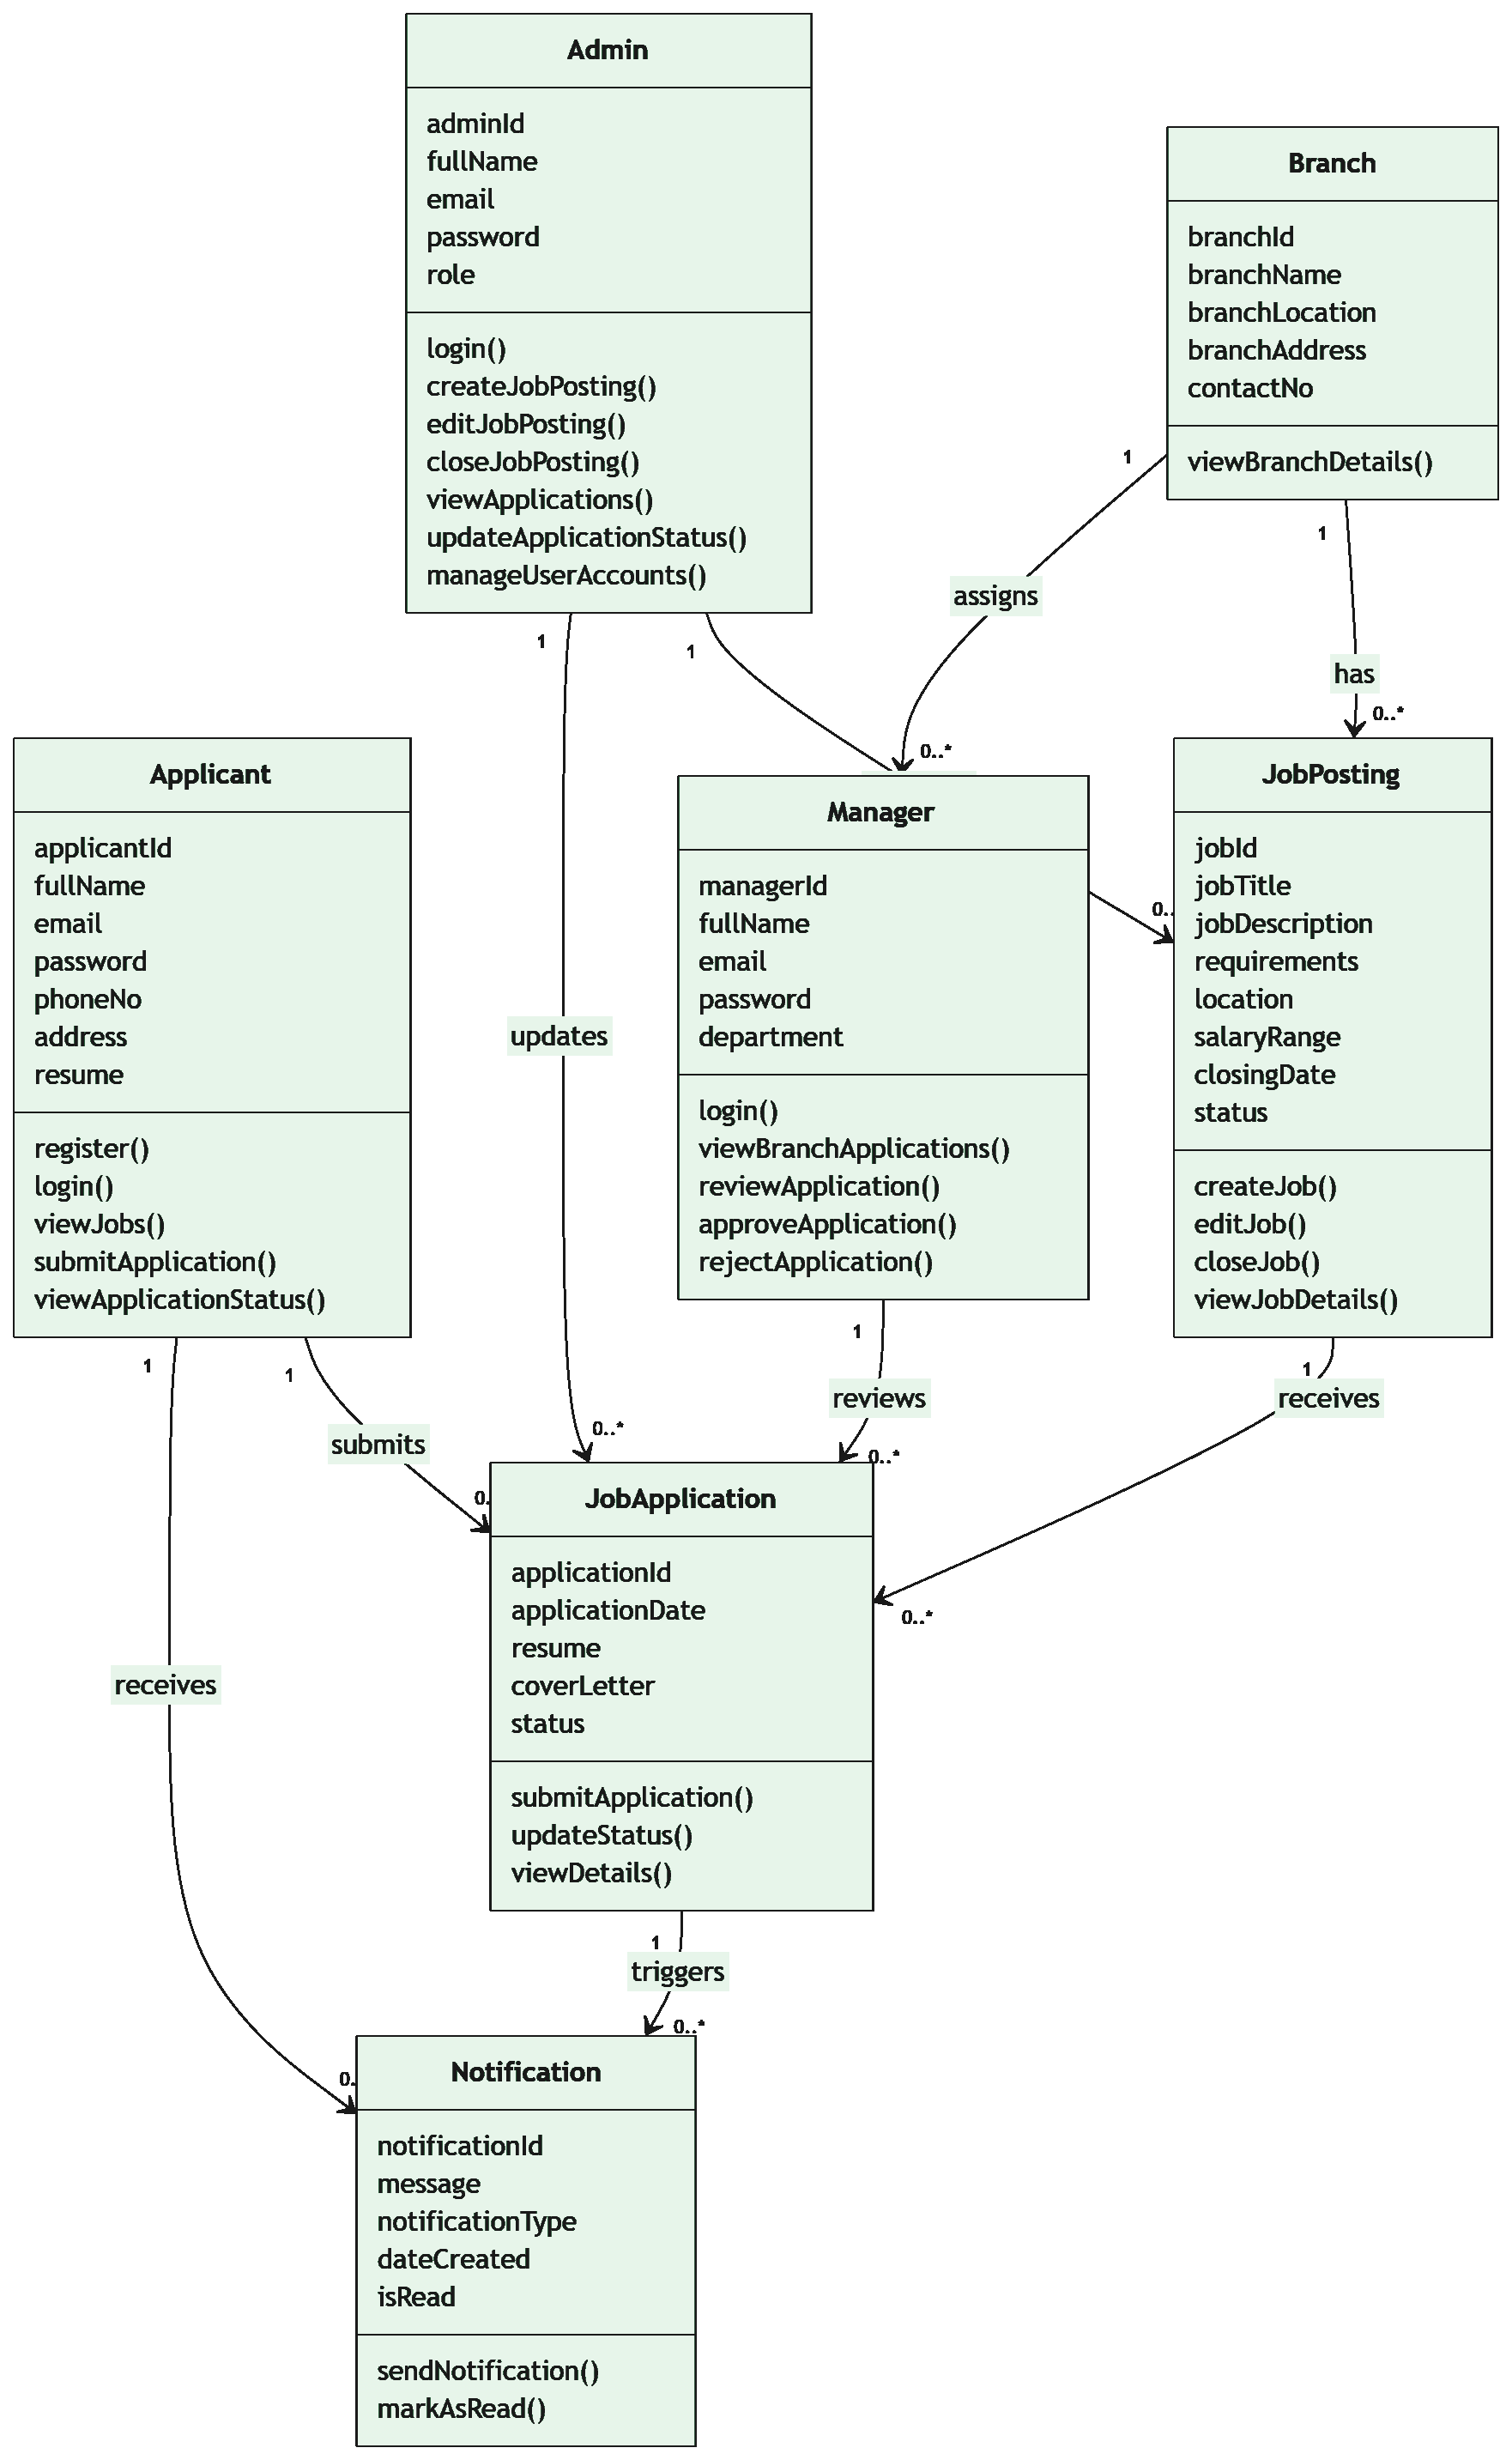 Admin
adminId
fullName
email
password
role
login()
createJobPosting()
editJobPosting()
closeJobPosting()
viewApplications()
updateApplicationStatus()
manageUserAccounts()
Branch
branchId
branchName
branchLocation
branchAddress
contactNo
viewBranchDetails()
1
assigns
0..*
1
has
0..*
1
updates
0..*
1
0..
Applicant
applicantId
fullName
email
password
phoneNo
address
resume
register()
login()
viewJobs()
submitApplication()
viewApplicationStatus()
Manager
managerId
fullName
email
password
department
login()
viewBranchApplications()
reviewApplication()
approveApplication()
rejectApplication()
JobPosting
jobId
jobTitle
jobDescription
requirements
location
salaryRange
closingDate
status
createJob()
editJob()
closeJob()
viewJobDetails()
1
receives
0.
1
submits
0.
1
reviews
0..*
1
receives
0..*
JobApplication
applicationId
applicationDate
resume
coverLetter
status
submitApplication()
updateStatus()
viewDetails()
1
triggers
0..*
Notification
notificationId
message
notificationType
dateCreated
isRead
sendNotification()
markAsRead()